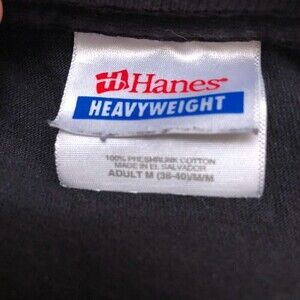 Hanes
HEAVYWEIGHT
100% PRESHRUNK COTTON
MADE IN EL SALVADOR
ADULT M (38-40)/M/M